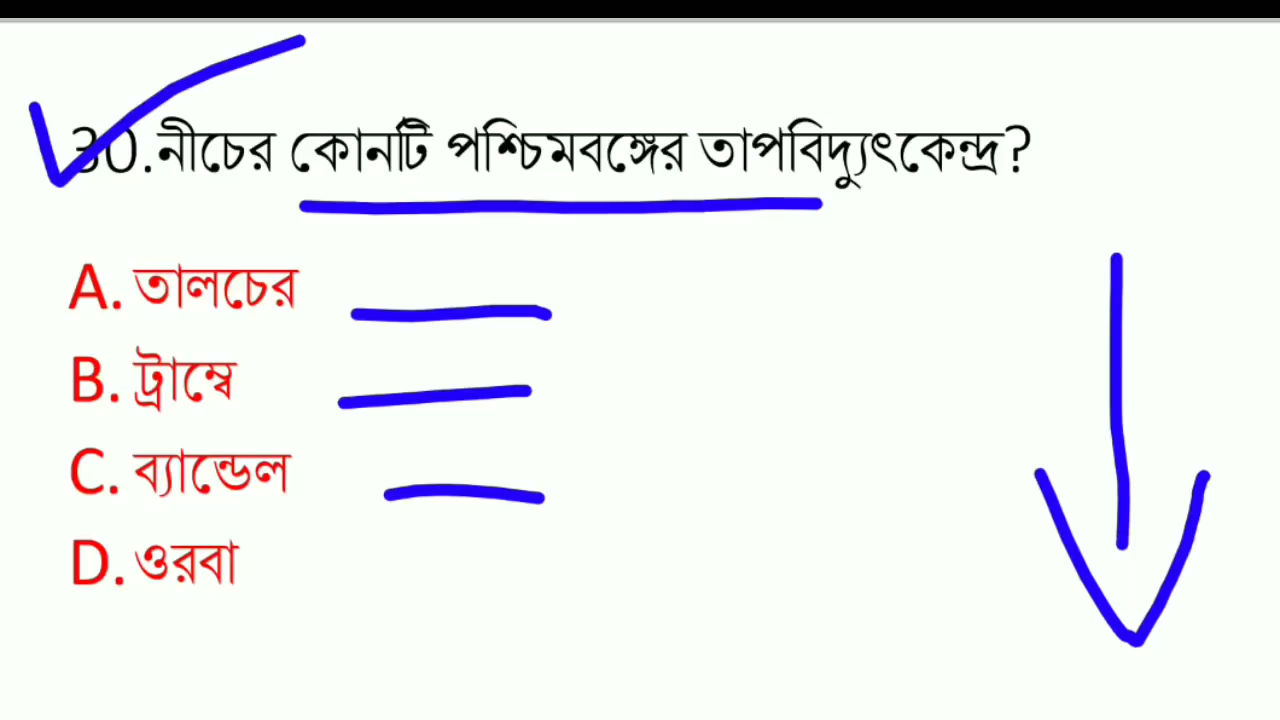 30.নীচের কোনটি পশ্চিমবঙ্গের তাপবিদ্যুৎকেন্দ্র?
A. তালচের
B. ট্রাম্বে
C. ব্যান্ডেল
D. ওরবা